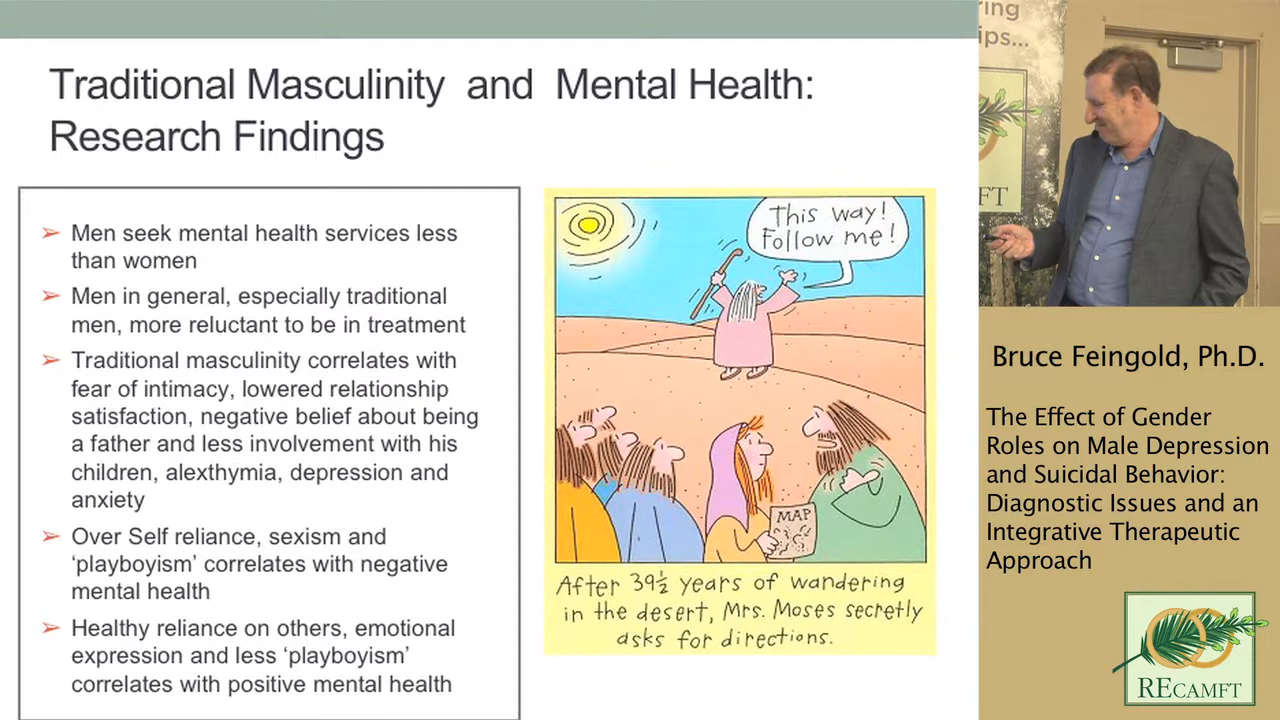 Traditional Masculinity and Mental Health:
Research Findings
➢ Men seek mental health services less
than women
➢ Men in general, especially traditional
men, more reluctant to be in treatment
➢ Traditional masculinity correlates with
fear of intimacy, lowered relationship
satisfaction, negative belief about being
a father and less involvement with his
children, alexthymia, depression and
anxiety
➢ Over Self reliance, sexism and
‘playboyism’ correlates with negative
mental health
➢ Healthy reliance on others, emotional
expression and less ‘playboyism’
correlates with positive mental health
This way!
Follow me!
MAP
After 39½ years of wandering
in the desert, Mrs. Moses secretly
asks for directions.
ring
ips...
FT
Bruce Feingold, Ph.D.
The Effect of Gender
Roles on Male Depression
and Suicidal Behavior:
Diagnostic Issues and an
Integrative Therapeutic
Approach
RECAMFT